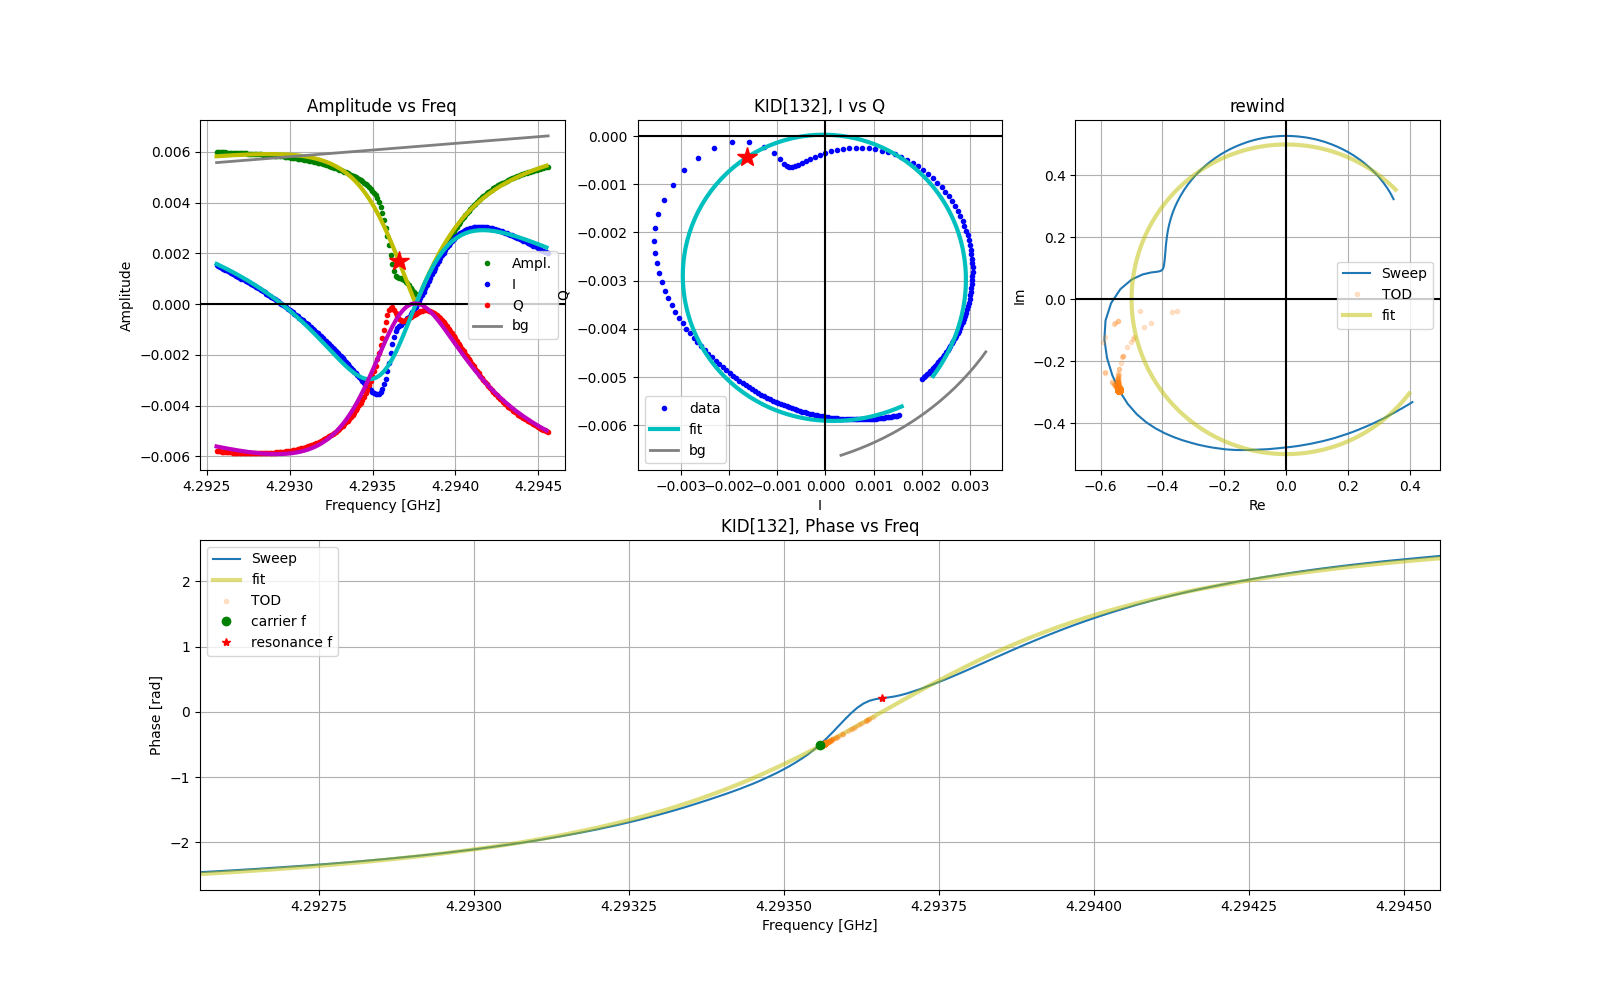 Amplitude vs Freq
KID[132], I vs Q
rewind
0.006
0.004
0.002
0.000
−0.002
−0.004
−0.006
Amplitude
Ampl.
I
Q
bg
4.2925 4.2930 4.2935 4.2940 4.2945
Frequency [GHz]
0.000
−0.001
−0.002
−0.003
−0.004
−0.005
−0.006
Q
data
fit
bg
−0.003 −0.002 −0.001 0.000 0.001 0.002 0.003
I
0.4
0.2
0.0
−0.2
−0.4
Im
Sweep
TOD
fit
−0.6 −0.4 −0.2 0.0 0.2 0.4
Re
KID[132], Phase vs Freq
Sweep
fit
TOD
carrier f
resonance f
2
1
0
−1
−2
Phase [rad]
4.29275 4.29300 4.29325 4.29350 4.29375 4.29400 4.29425 4.29450
Frequency [GHz]